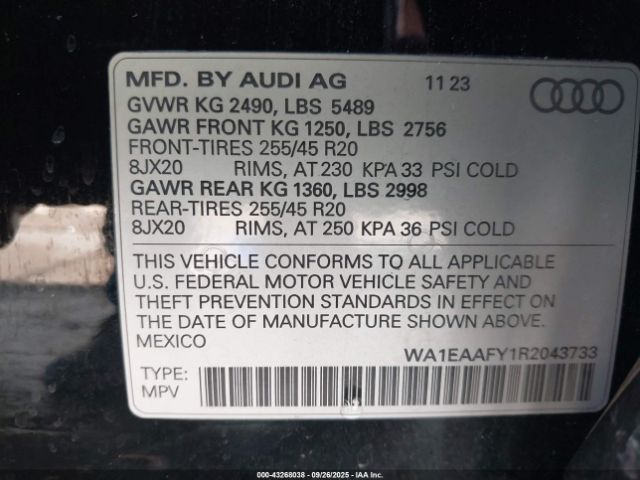 MFD. BY AUDI AG 11 23
GVWR KG 2490, LBS 5489
GAWR FRONT KG 1250, LBS 2756
FRONT-TIRES 255/45 R20
8JX20 RIMS, AT 230 KPA 33 PSI COLD
GAWR REAR KG 1360, LBS 2998
REAR-TIRES 255/45 R20
8JX20 RIMS, AT 250 KPA 36 PSI COLD
THIS VEHICLE CONFORMS TO ALL APPLICABLE
U.S. FEDERAL MOTOR VEHICLE SAFETY AND
THEFT PREVENTION STANDARDS IN EFFECT ON
THE DATE OF MANUFACTURE SHOWN ABOVE.
MEXICO
WA1EAAFY1R2043733
TYPE:
MPV
000-43268038 - 09/26/2025 - IAAI.com